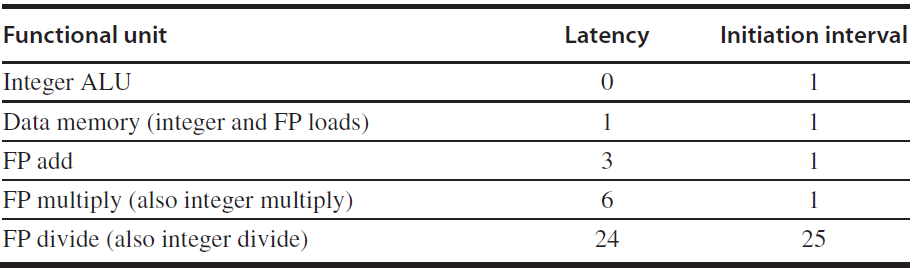 Functional unit Latency Initiation interval
Integer ALU 0 1
Data memory (integer and FP loads) 1 1
FP add 3 1
FP multiply (also integer multiply) 6 1
FP divide (also integer divide) 24 25